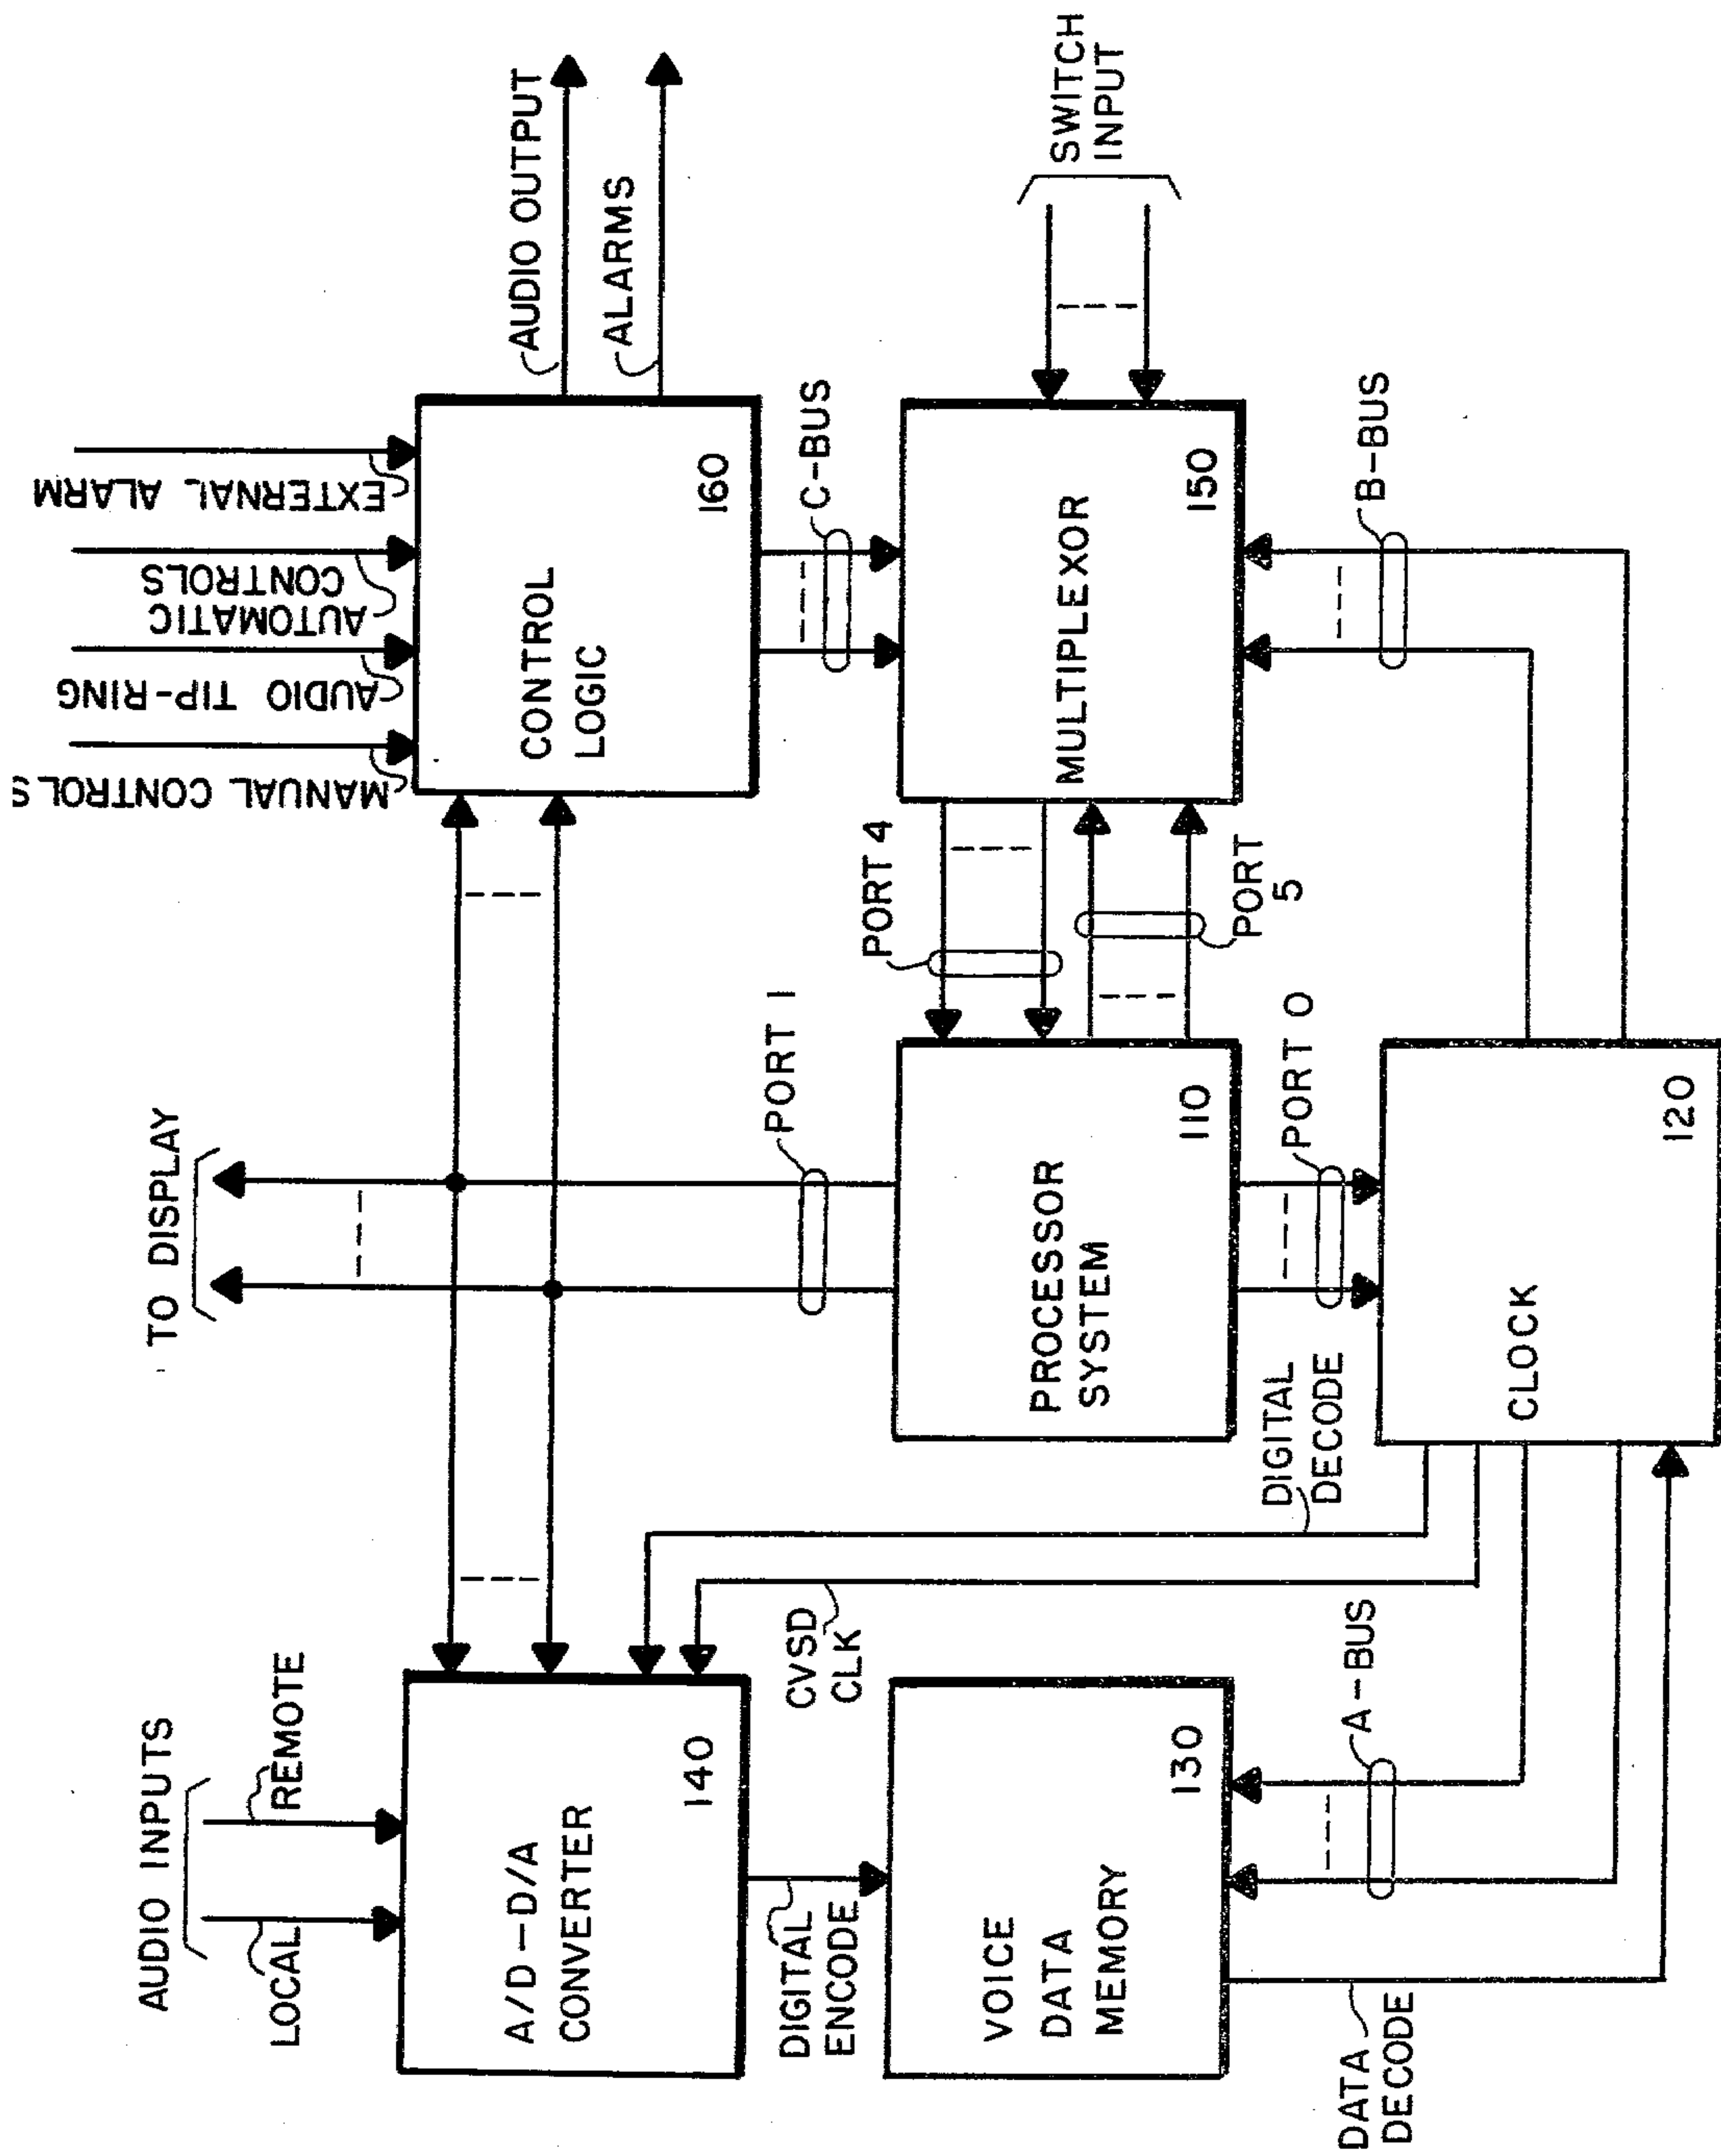 AUDIO INPUTS
LOCAL
REMOTE
TO DISPLAY
MANUAL CONTROLS
AUDIO TIP-RING
AUTOMATIC
CONTROLS
EXTERNAL ALARM
A/D-D/A
CONVERTER
140
CONTROL
LOGIC
160
AUDIO OUTPUT
ALARMS
DIGITAL
ENCODE
CVSD
CLK
PORT 1
C-BUS
VOICE
DATA
MEMORY
130
PROCESSOR
SYSTEM
110
PORT 4
PORT
5
MULTIPLEXOR
150
SWITCH
INPUT
DIGITAL
DECODE
PORT 0
A-BUS
B-BUS
DATA
DECODE
CLOCK
120